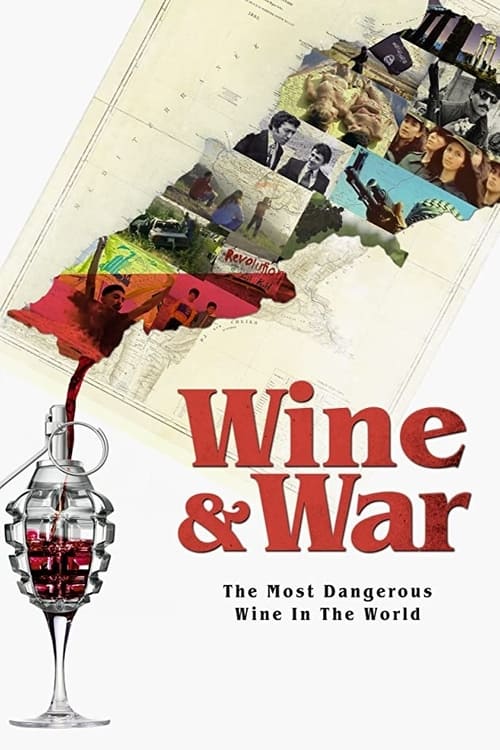 Revolution
Wine
& War
The Most Dangerous
Wine In The World